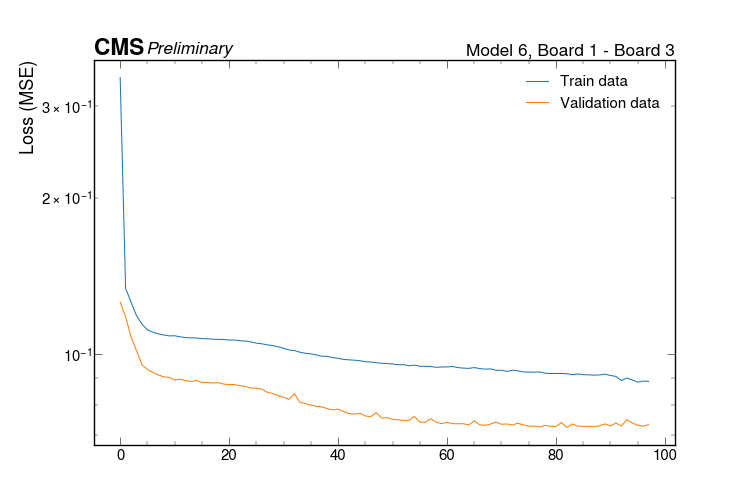 CMS Preliminary
Model 6, Board 1 - Board 3
Loss (MSE)
3 × 10⁻¹
2 × 10⁻¹
10⁻¹
Train data
Validation data
0 20 40 60 80 100